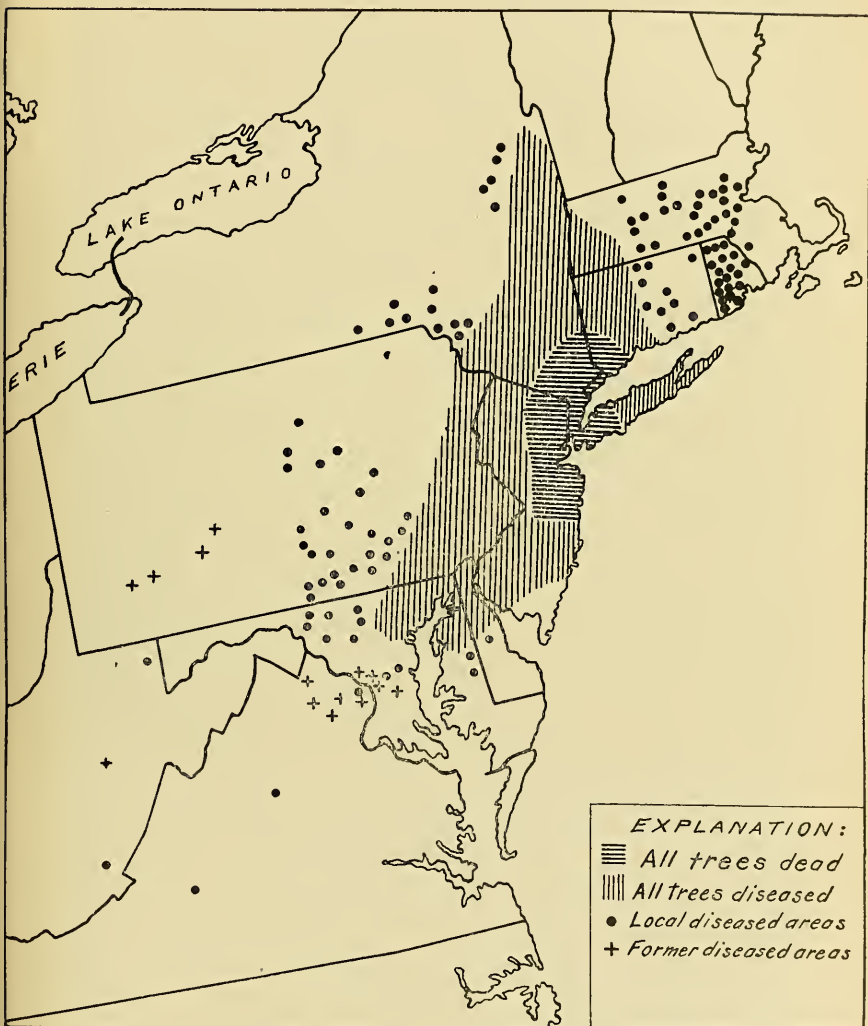 LAKE ONTARIO
ERIE
EXPLANATION:
All trees dead
All trees diseased
Local diseased areas
Former diseased areas